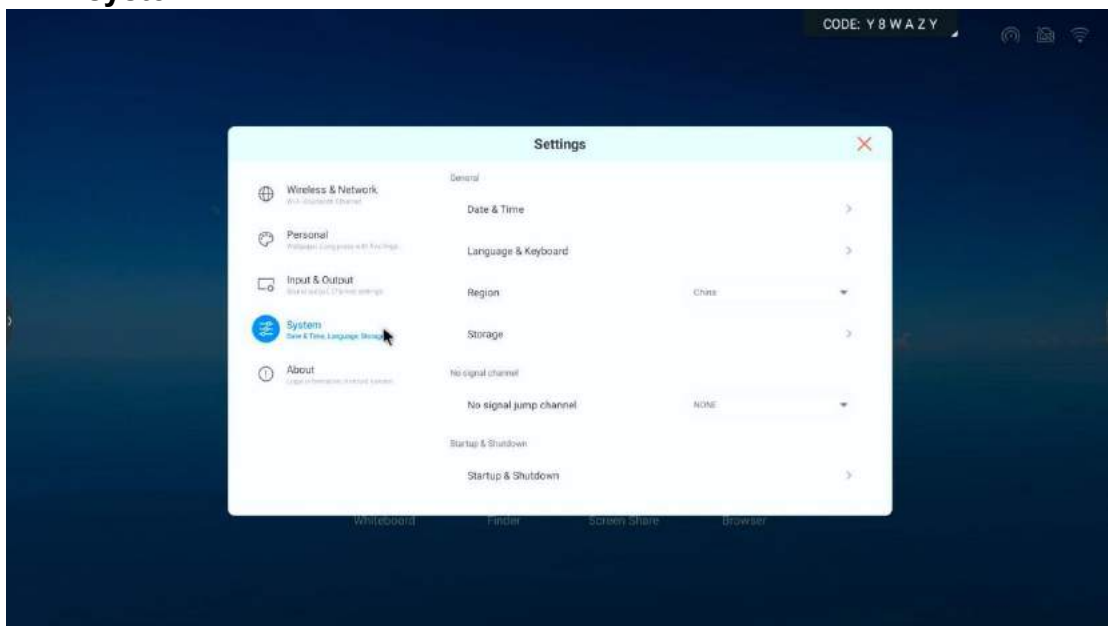 CODE: Y 8 W A Z Y
Settings
Wireless & Network
General
Date & Time
Personal
Language & Keyboard
Input & Output
Region
China
System
Date & Time, Language, Storage
Storage
About
No signal channel
No signal jump channel
NONE
Startup & Shutdown
Startup & Shutdown
Whiteboard
Finder
Screen Share
Browser